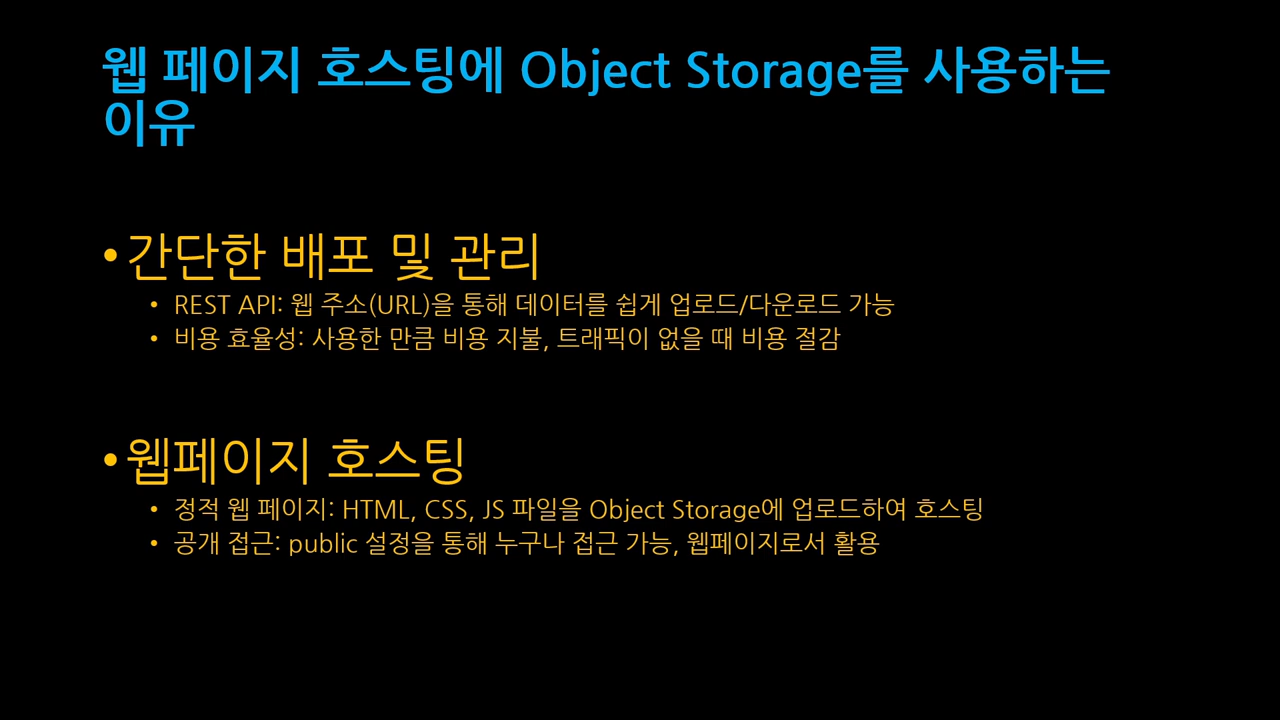 웹 페이지 호스팅에 Object Storage를 사용하는
이유
•간단한 배포 및 관리
• REST API: 웹 주소(URL)을 통해 데이터를 쉽게 업로드/다운로드 가능
• 비용 효율성: 사용한 만큼 비용 지불, 트래픽이 없을 때 비용 절감
•웹페이지 호스팅
• 정적 웹 페이지: HTML, CSS, JS 파일을 Object Storage에 업로드하여 호스팅
• 공개 접근: public 설정을 통해 누구나 접근 가능, 웹페이지로서 활용